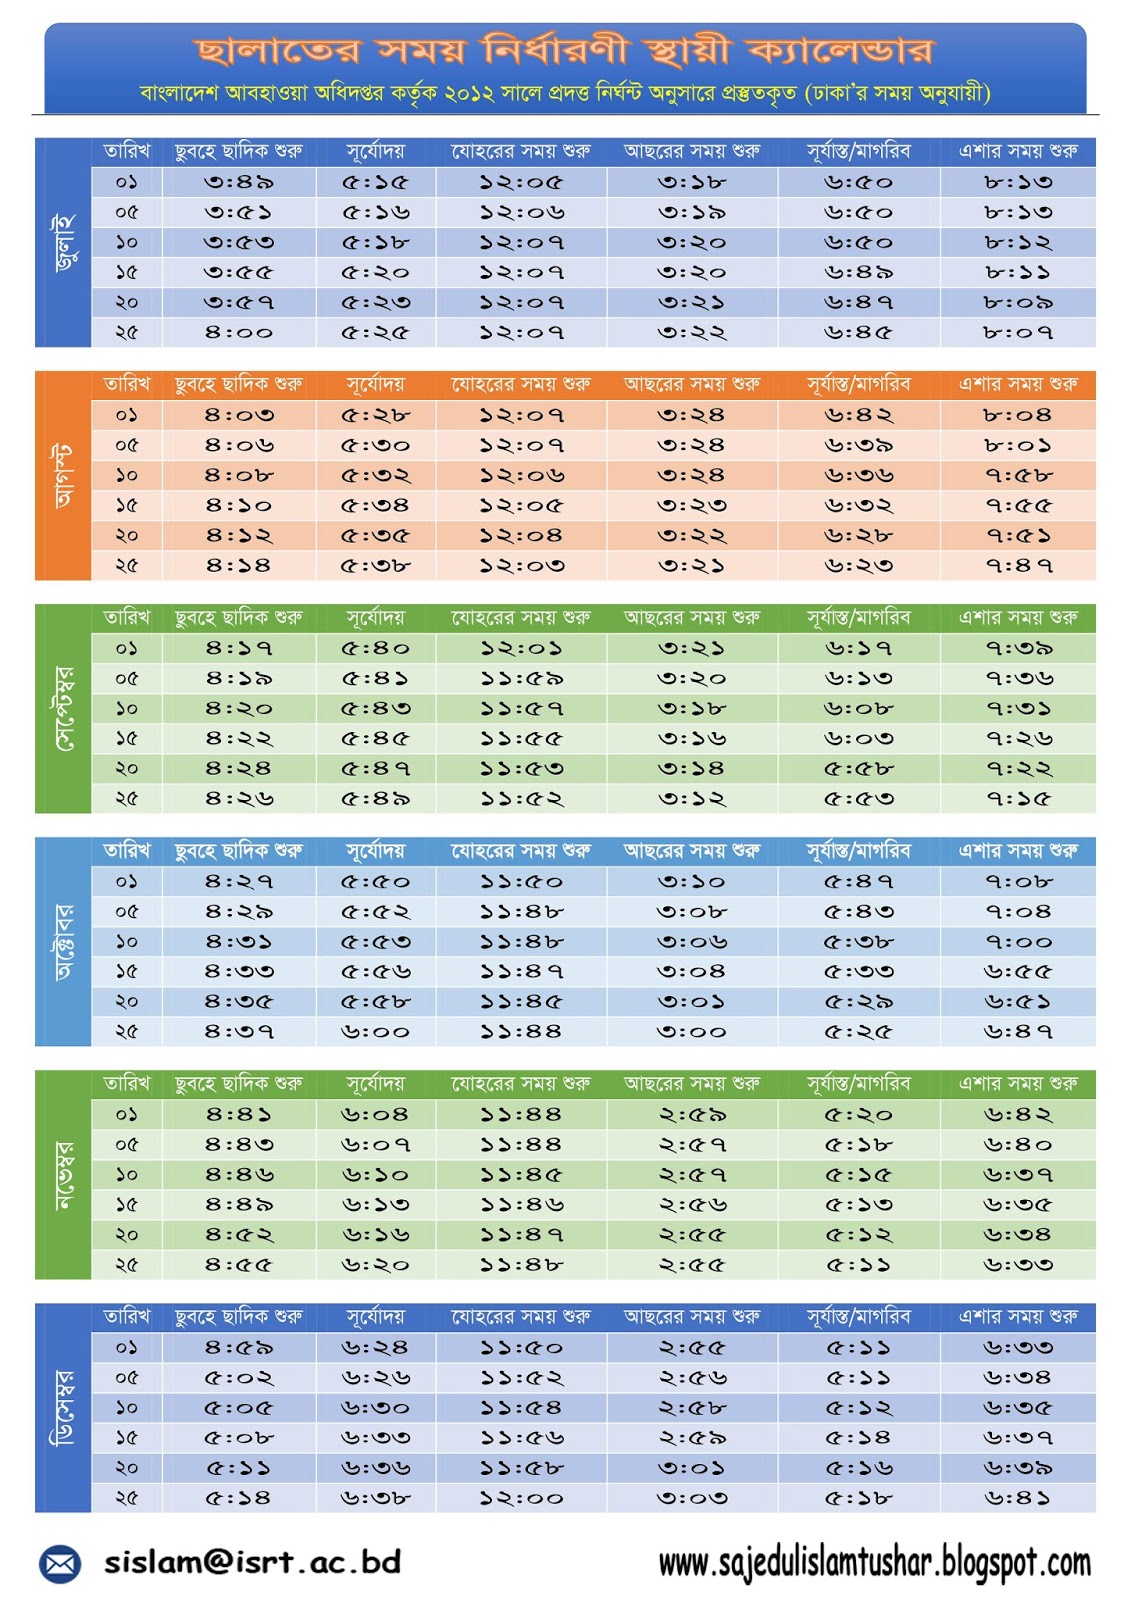 ছালাতের সময় নির্ধারণী স্থায়ী ক্যালেন্ডার
বাংলাদেশ আবহাওয়া অধিদপ্তর কর্তৃক ২০১২ সালে প্রদত্ত নির্ঘন্ট অনুসারে প্রস্তুতকৃত (ঢাকা'র সময় অনুযায়ী)
জুলাই
তারিখ ছুবহে ছাদিক শুরু সূর্যোদয় যোহরের সময় শুরু আছরের সময় শুরু সূর্যাস্ত/মাগরিব এশার সময় শুরু
০১ ৩:৪৯ ৫:১৫ ১২:০৫ ৩:১৮ ৬:৫০ ৮:১৩
০৫ ৩:৫১ ৫:১৬ ১২:০৬ ৩:১৯ ৬:৫০ ৮:১৩
১০ ৩:৫৩ ৫:১৮ ১২:০৭ ৩:২০ ৬:৫০ ৮:১২
১৫ ৩:৫৫ ৫:২০ ১২:০৭ ৩:২০ ৬:৪৯ ৮:১১
২০ ৩:৫৭ ৫:২৩ ১২:০৭ ৩:২১ ৬:৪৭ ৮:০৯
২৫ ৪:০০ ৫:২৫ ১২:০৭ ৩:২২ ৬:৪৫ ৮:০৭
আগস্ট
তারিখ ছুবহে ছাদিক শুরু সূর্যোদয় যোহরের সময় শুরু আছরের সময় শুরু সূর্যাস্ত/মাগরিব এশার সময় শুরু
০১ ৪:০৩ ৫:২৮ ১২:০৭ ৩:২৪ ৬:৪২ ৮:০৪
০৫ ৪:০৬ ৫:৩০ ১২:০৭ ৩:২৪ ৬:৩৯ ৮:০১
১০ ৪:০৮ ৫:৩২ ১২:০৬ ৩:২৪ ৬:৩৬ ৭:৫৮
১৫ ৪:১০ ৫:৩৪ ১২:০৫ ৩:২৩ ৬:৩২ ৭:৫৫
২০ ৪:১২ ৫:৩৫ ১২:০৪ ৩:২২ ৬:২৮ ৭:৫১
২৫ ৪:১৪ ৫:৩৮ ১২:০৩ ৩:২১ ৬:২৩ ৭:৪৭
সেপ্টেম্বর
তারিখ ছুবহে ছাদিক শুরু সূর্যোদয় যোহরের সময় শুরু আছরের সময় শুরু সূর্যাস্ত/মাগরিব এশার সময় শুরু
০১ ৪:১৭ ৫:৪০ ১২:০১ ৩:২১ ৬:১৭ ৭:৩৯
০৫ ৪:১৯ ৫:৪১ ১১:৫৯ ৩:২০ ৬:১৩ ৭:৩৬
১০ ৪:২০ ৫:৪৩ ১১:৫৭ ৩:১৮ ৬:০৮ ৭:৩১
১৫ ৪:২২ ৫:৪৫ ১১:৫৫ ৩:১৬ ৬:০৩ ৭:২৬
২০ ৪:২৪ ৫:৪৭ ১১:৫৩ ৩:১৪ ৫:৫৮ ৭:২২
২৫ ৪:২৬ ৫:৪৯ ১১:৫২ ৩:১২ ৫:৫৩ ৭:১৫
অক্টোবর
তারিখ ছুবহে ছাদিক শুরু সূর্যোদয় যোহরের সময় শুরু আছরের সময় শুরু সূর্যাস্ত/মাগরিব এশার সময় শুরু
০১ ৪:২৭ ৫:৫০ ১১:৫০ ৩:১০ ৫:৪৭ ৭:০৮
০৫ ৪:২৯ ৫:৫২ ১১:৪৮ ৩:০৮ ৫:৪৩ ৭:০৪
১০ ৪:৩১ ৫:৫৩ ১১:৪৮ ৩:০৬ ৫:৩৮ ৭:০০
১৫ ৪:৩৩ ৫:৫৬ ১১:৪৭ ৩:০৪ ৫:৩৩ ৬:৫৫
২০ ৪:৩৫ ৫:৫৮ ১১:৪৫ ৩:০১ ৫:২৯ ৬:৫১
২৫ ৪:৩৭ ৬:০০ ১১:৪৪ ৩:০০ ৫:২৫ ৬:৪৭
নভেম্বর
তারিখ ছুবহে ছাদিক শুরু সূর্যোদয় যোহরের সময় শুরু আছরের সময় শুরু সূর্যাস্ত/মাগরিব এশার সময় শুরু
০১ ৪:৪১ ৬:০৪ ১১:৪৪ ২:৫৯ ৫:২০ ৬:৪২
০৫ ৪:৪৩ ৬:০৭ ১১:৪৪ ২:৫৭ ৫:১৮ ৬:৪০
১০ ৪:৪৬ ৬:১০ ১১:৪৫ ২:৫৭ ৫:১৫ ৬:৩৭
১৫ ৪:৪৯ ৬:১৩ ১১:৪৬ ২:৫৬ ৫:১৩ ৬:৩৫
২০ ৪:৫২ ৬:১৬ ১১:৪৭ ২:৫৫ ৫:১২ ৬:৩৪
২৫ ৪:৫৫ ৬:২০ ১১:৪৮ ২:৫৫ ৫:১১ ৬:৩৩
ডিসেম্বর
তারিখ ছুবহে ছাদিক শুরু সূর্যোদয় যোহরের সময় শুরু আছরের সময় শুরু সূর্যাস্ত/মাগরিব এশার সময় শুরু
০১ ৪:৫৯ ৬:২৪ ১১:৫০ ২:৫৫ ৫:১১ ৬:৩৩
০৫ ৫:০২ ৬:২৬ ১১:৫২ ২:৫৬ ৫:১১ ৬:৩৪
১০ ৫:০৫ ৬:৩০ ১১:৫৪ ২:৫৮ ৫:১২ ৬:৩৫
১৫ ৫:০৮ ৬:৩৩ ১১:৫৬ ২:৫৯ ৫:১৪ ৬:৩৭
২০ ৫:১১ ৬:৩৬ ১১:৫৮ ৩:০১ ৫:১৬ ৬:৩৯
২৫ ৫:১৪ ৬:৩৮ ১২:০০ ৩:০৩ ৫:১৮ ৬:৪১
sislam@isrt.ac.bd www.sajedulislamtushar.blogspot.com